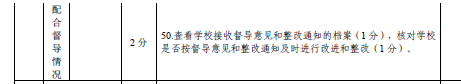 配
合
督
导
情
况
2 分
50.查看学校接收督导意见和整改通知的档案（1 分），核对学校
是否按督导意见和整改通知及时进行改进和整改（1 分）。